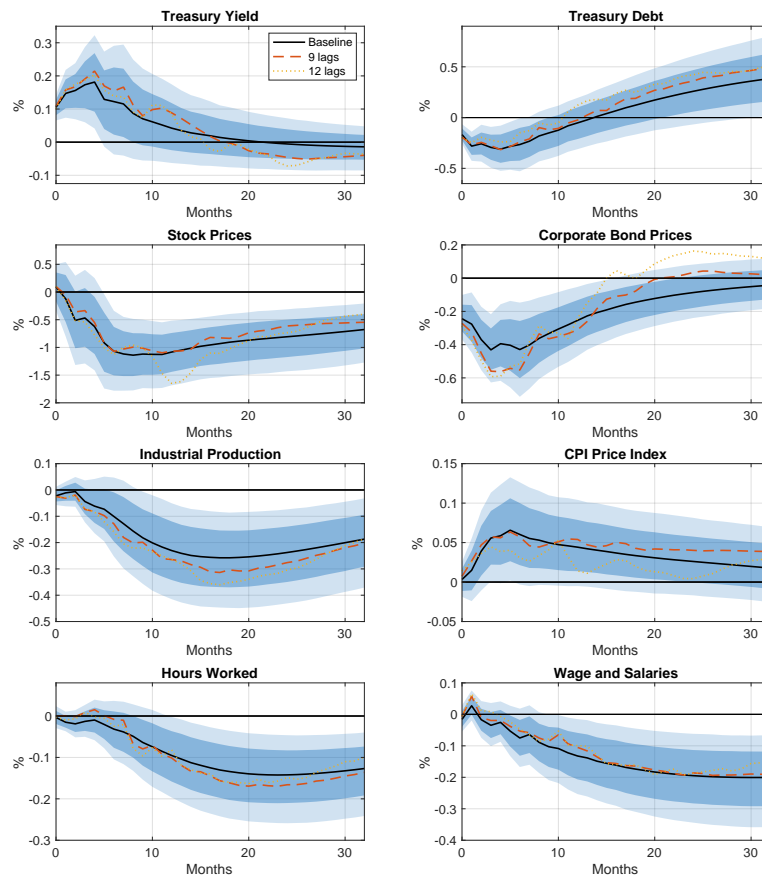 Treasury Yield
Treasury Debt
0.3
0.2
0.1
0
-0.1
%
Baseline
9 lags
12 lags
0 10 20 30
Months
0.5
0
-0.5
%
0 10 20 30
Months
Stock Prices
Corporate Bond Prices
0.5
0
-0.5
-1
-1.5
-2
%
0 10 20 30
Months
0.2
0
-0.2
-0.4
-0.6
%
0 10 20 30
Months
Industrial Production
CPI Price Index
0.1
0
-0.1
-0.2
-0.3
-0.4
-0.5
%
0 10 20 30
Months
0.15
0.1
0.05
0
-0.05
%
0 10 20 30
Months
Hours Worked
Wage and Salaries
0.1
0
-0.1
-0.2
-0.3
%
0 10 20 30
Months
0.1
0
-0.1
-0.2
-0.3
-0.4
%
0 10 20 30
Months